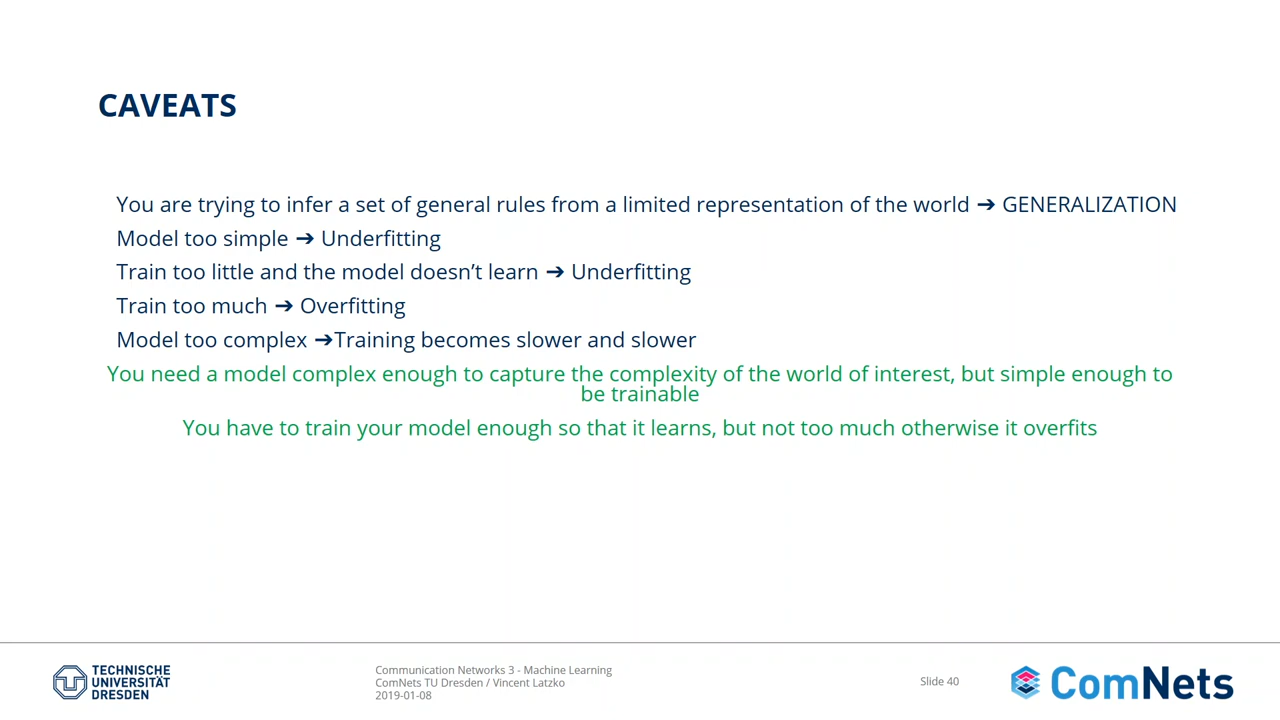 CAVEATS
You are trying to infer a set of general rules from a limited representation of the world ➔ GENERALIZATION
Model too simple ➔ Underfitting
Train too little and the model doesn’t learn ➔ Underfitting
Train too much ➔ Overfitting
Model too complex ➔Training becomes slower and slower
You need a model complex enough to capture the complexity of the world of interest, but simple enough to
be trainable
You have to train your model enough so that it learns, but not too much otherwise it overfits
TECHNISCHE
UNIVERSITÄT
DRESDEN
Communication Networks 3 - Machine Learning
ComNets TU Dresden / Vincent Latzko
2019-01-08
Slide 40
ComNets